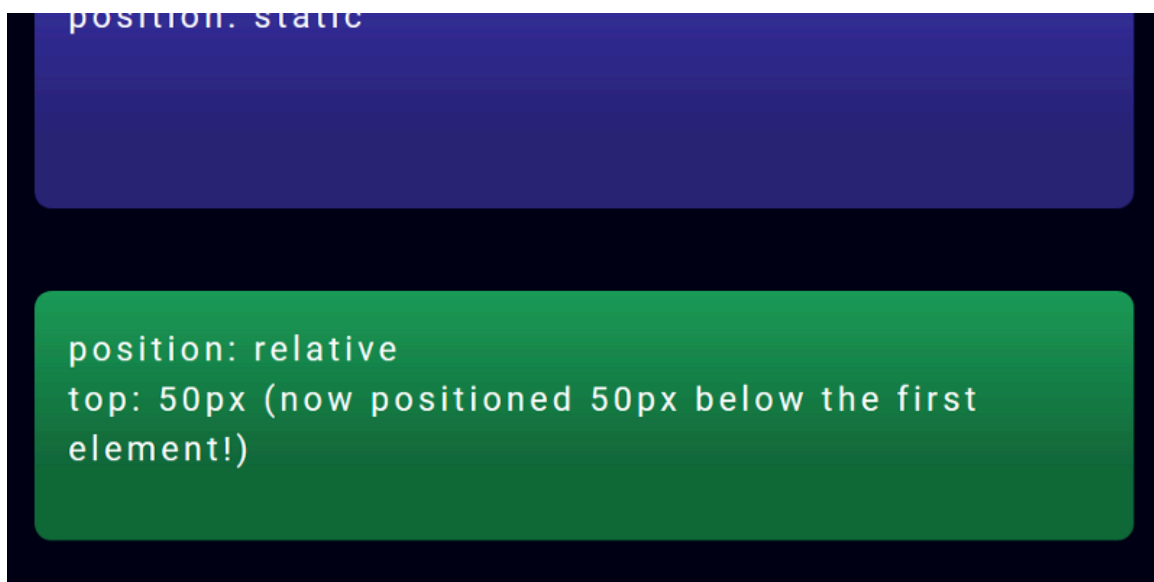 position: static
position: relative
top: 50px (now positioned 50px below the first
element!)